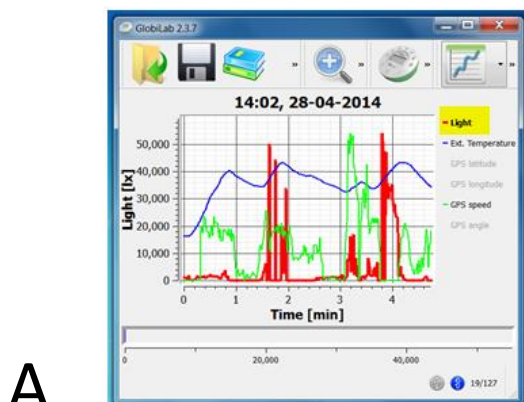 GlobiLab 2.3.7
» » »
14:02, 28-04-2014
Light
Ext. Temperature
GPS latitude
GPS longitude
GPS speed
GPS angle
Light [lx]
50,000
40,000
30,000
20,000
10,000
0
0 1 2 3 4
Time [min]
0 20,000 40,000
19/127
A